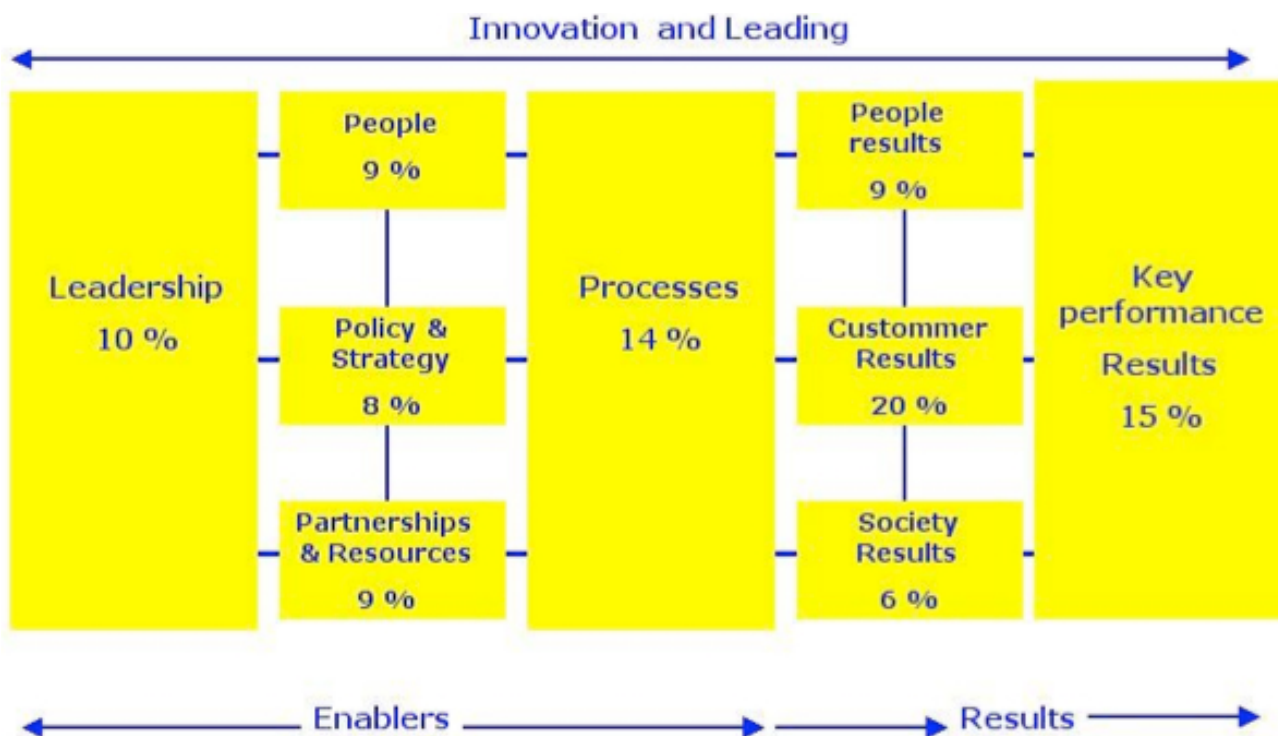 Innovation and Leading
Leadership
10 %
People
9 %
Policy &
Strategy
8 %
Partnerships
& Resources
9 %
Processes
14 %
People
results
9 %
Custommer
Results
20 %
Society
Results
6 %
Key
performance
Results
15 %
Enablers
Results